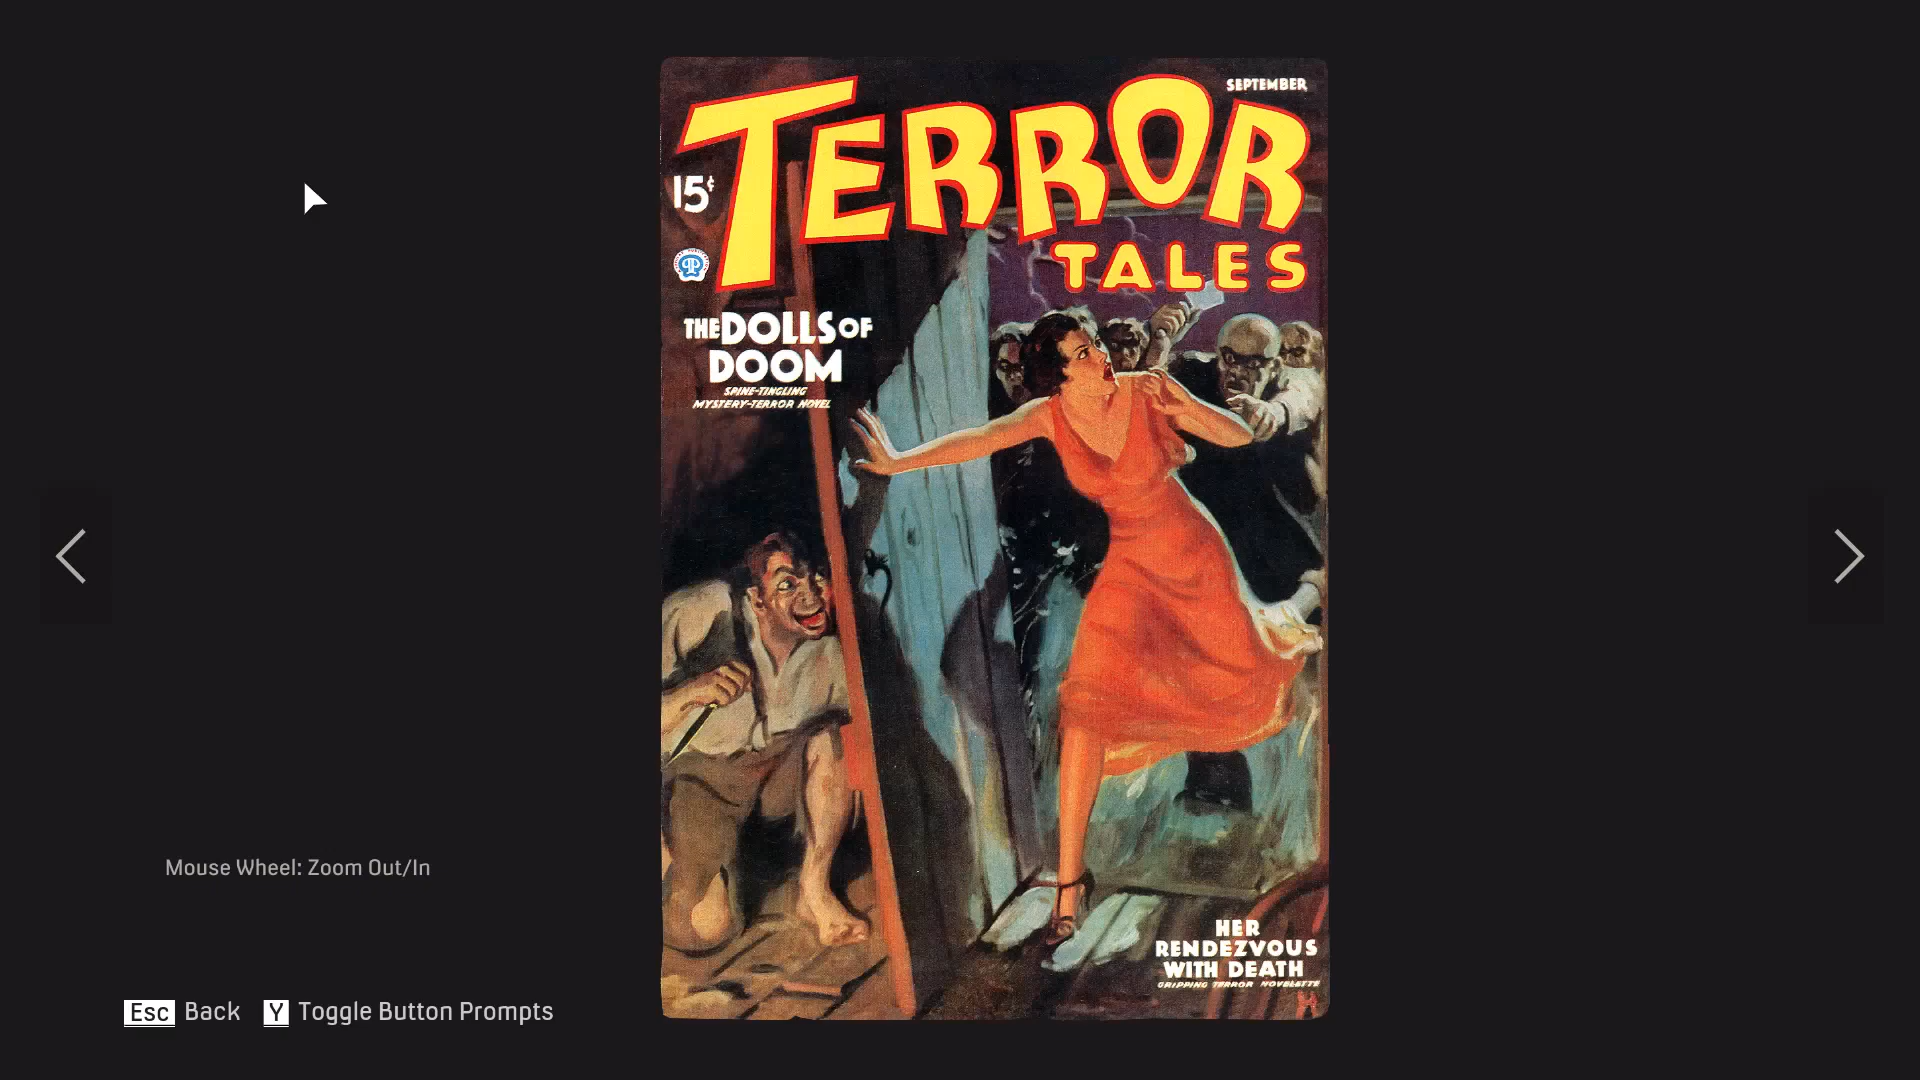 SEPTEMBER
TERROR
15¢
TALES
THE DOLLS OF
DOOM
SPINE-TINGLING
MYSTERY-TERROR NOVEL
Mouse Wheel: Zoom Out/In
HER
RENDEZVOUS
WITH DEATH
GRIPPING TERROR NOVELETTE
Esc Back Y Toggle Button Prompts